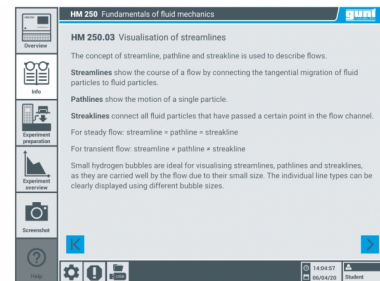 HM 250 Fundamentals of fluid mechanics
gunt
Overview
Info
Experiment
preparation
Experiment
overview
Screenshot
Help
HM 250.03 Visualisation of streamlines
The concept of streamline, pathline and streakline is used to describe flows.
Streamlines show the course of a flow by connecting the tangential migration of fluid
particles to fluid particles.
Pathlines show the motion of a single particle.
Streaklines connect all fluid particles that have passed a certain point in the flow channel.
For steady flow: streamline = pathline = streakline
For transient flow: streamline ≠ pathline ≠ streakline
Small hydrogen bubbles are ideal for visualising streamlines, pathlines and streaklines,
as they are carried well by the flow due to their small size. The individual line types can be
clearly displayed using different bubble sizes.
14:04:57
06/04/20
Student